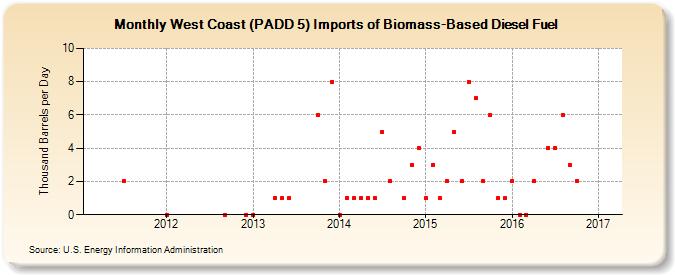 Monthly West Coast (PADD 5) Imports of Biomass-Based Diesel Fuel
Thousand Barrels per Day
10
8
6
4
2
0
2012 2013 2014 2015 2016 2017
Source: U.S. Energy Information Administration